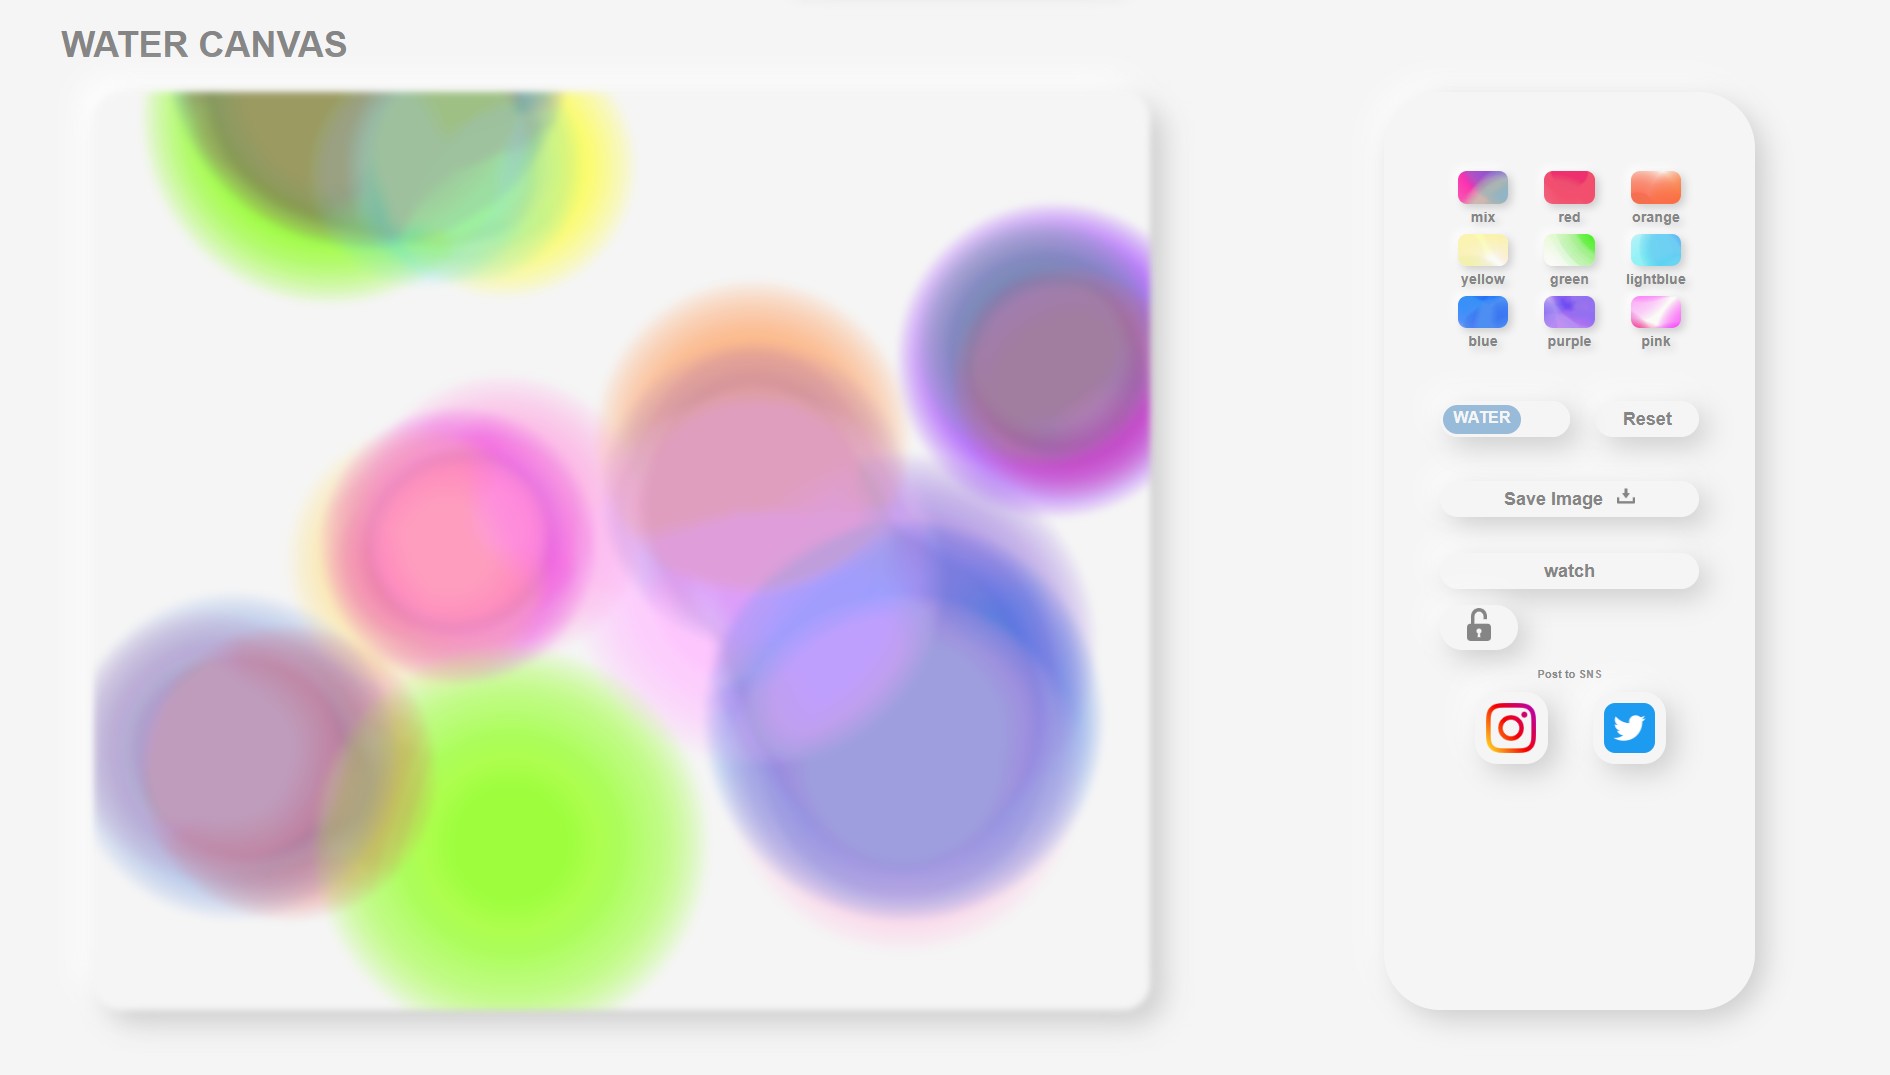 WATER CANVAS
mix red orange
yellow green lightblue
blue purple pink
WATER Reset
Save Image
watch
Post to SNS